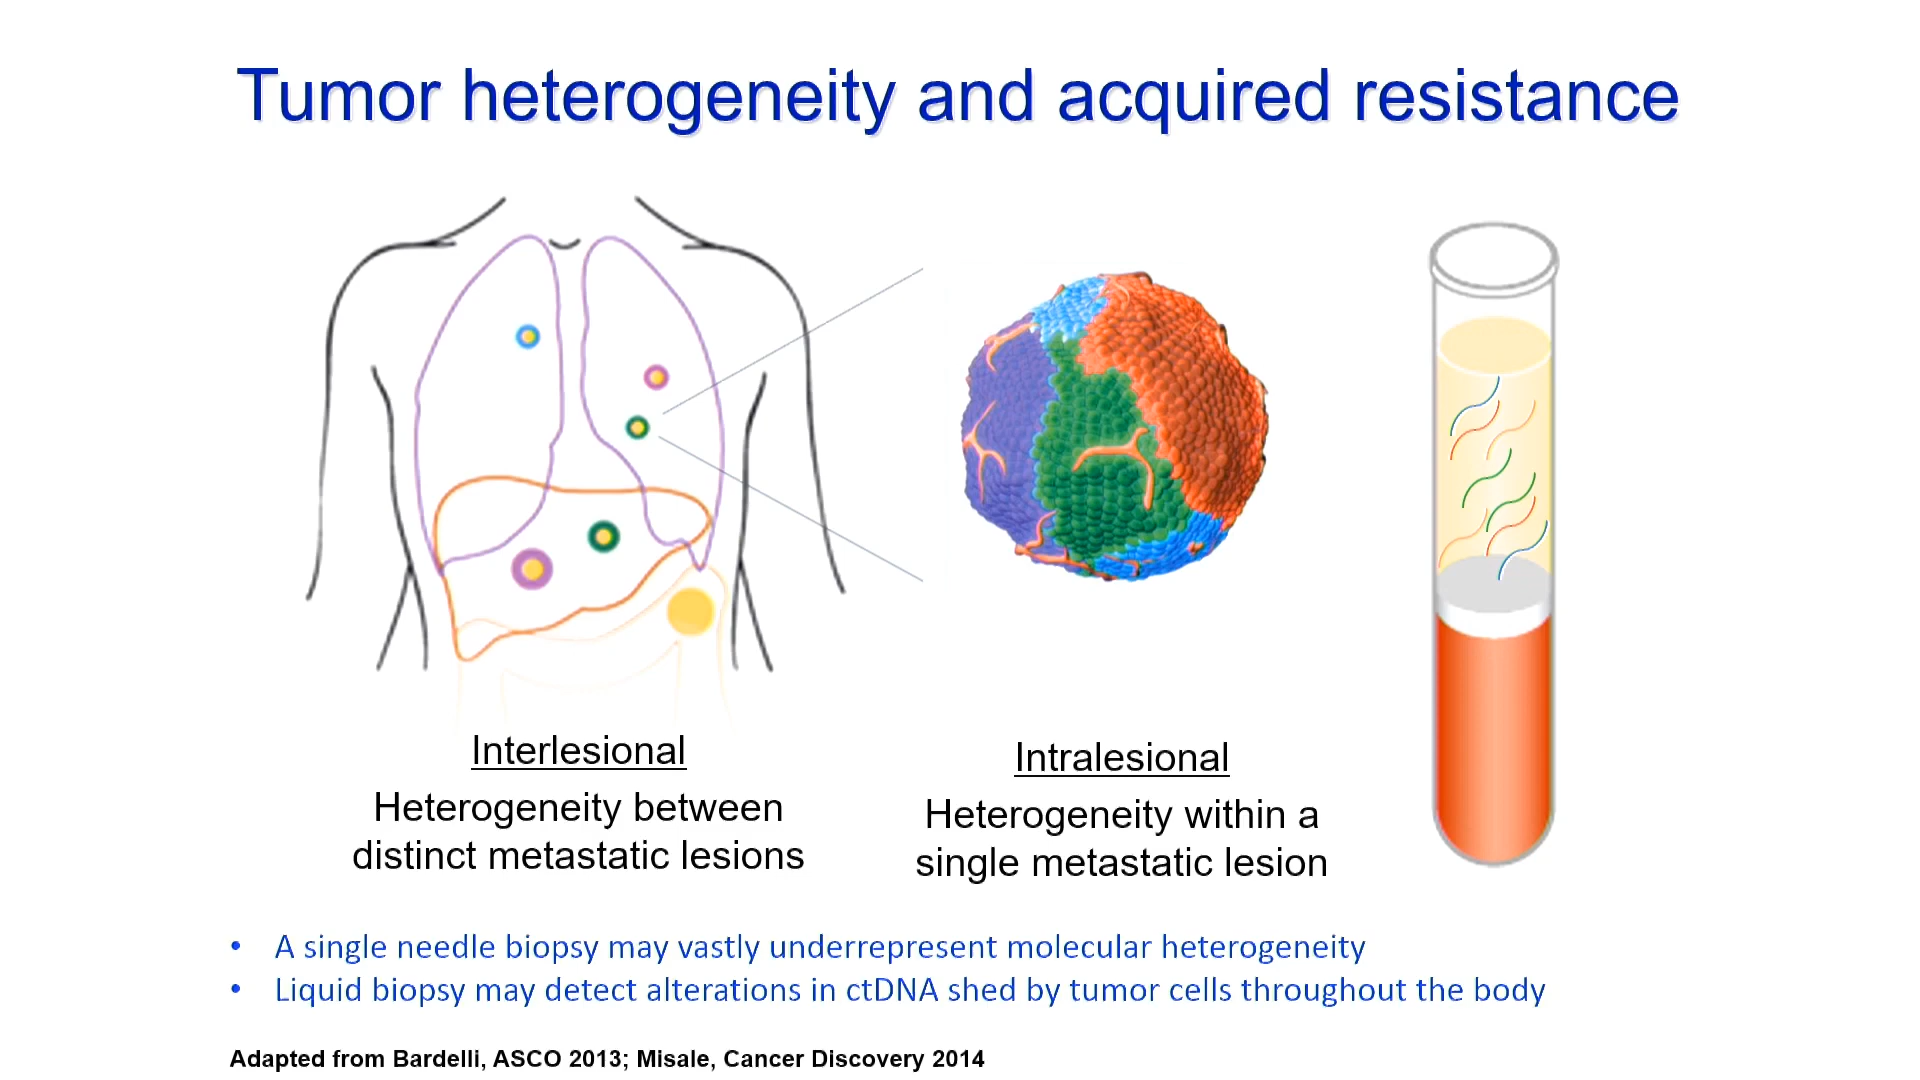 Tumor heterogeneity and acquired resistance
Interlesional
Heterogeneity between
distinct metastatic lesions
Intralesional
Heterogeneity within a
single metastatic lesion
• A single needle biopsy may vastly underrepresent molecular heterogeneity
• Liquid biopsy may detect alterations in ctDNA shed by tumor cells throughout the body
Adapted from Bardelli, ASCO 2013; Misale, Cancer Discovery 2014